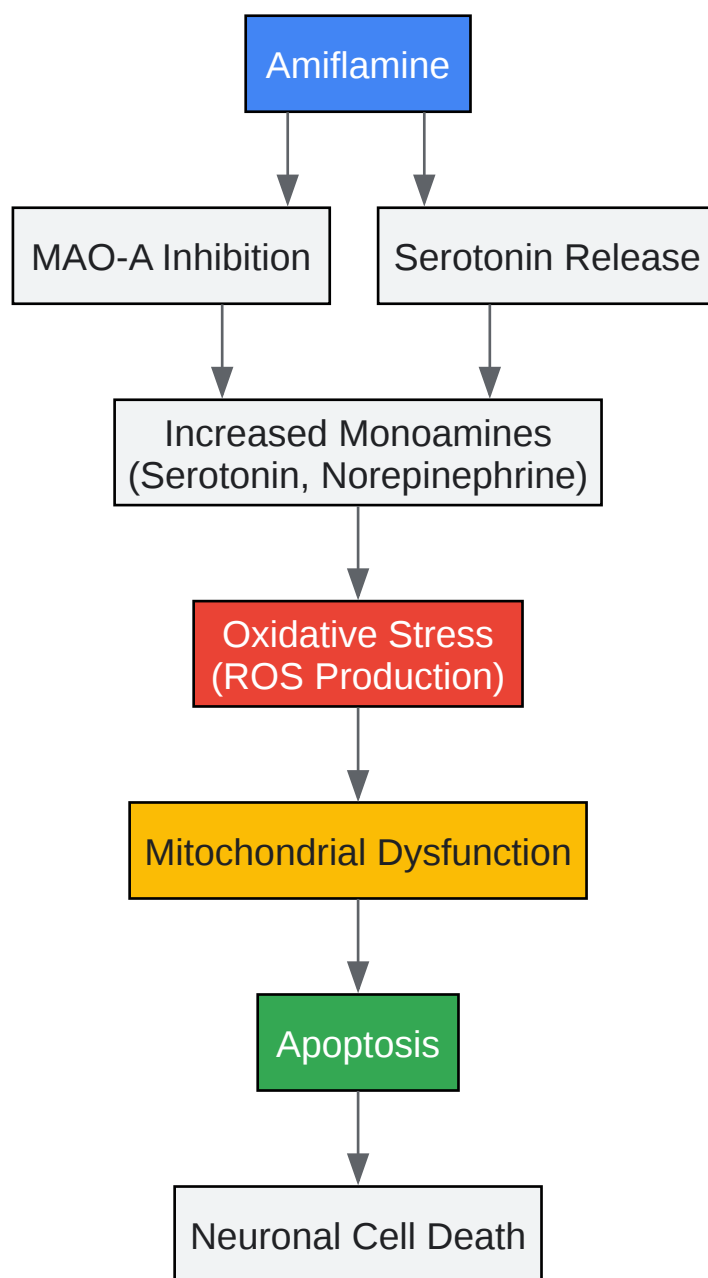 Amiflamine
MAO-A Inhibition
Serotonin Release
Increased Monoamines
(Serotonin, Norepinephrine)
Oxidative Stress
(ROS Production)
Mitochondrial Dysfunction
Apoptosis
Neuronal Cell Death